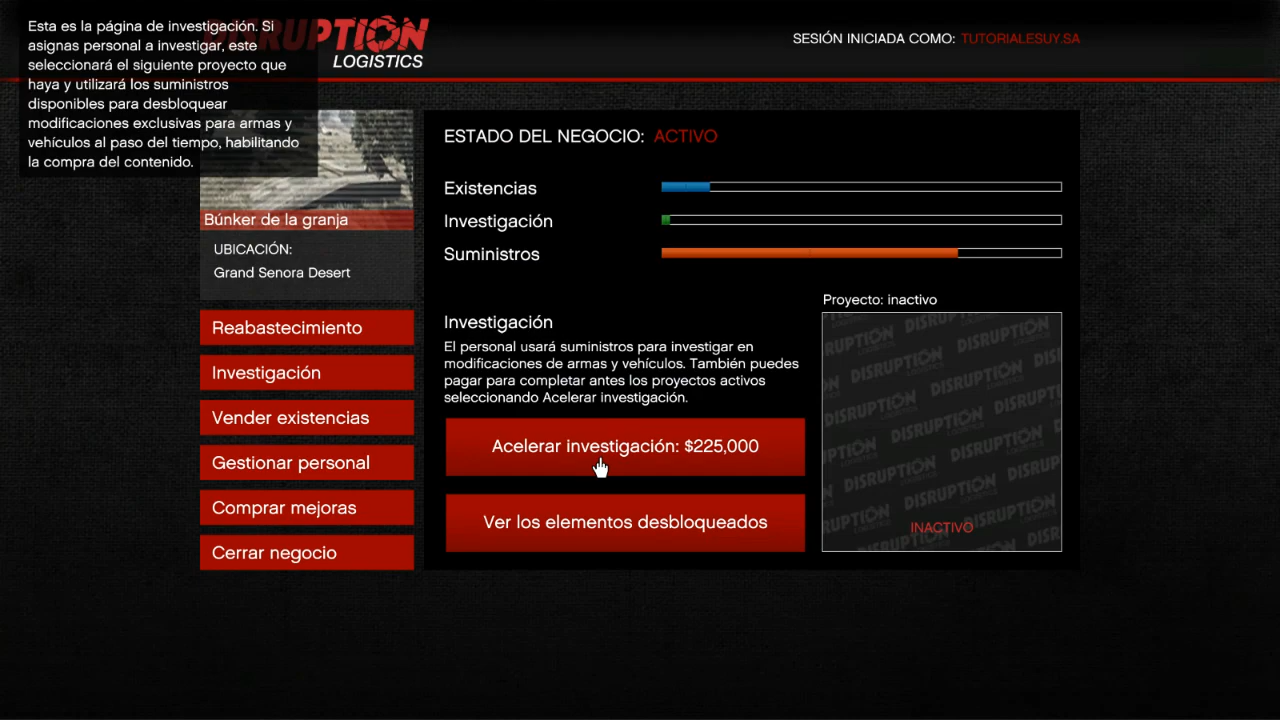 Esta es la página de investigación. Si
asignas personal a investigar, este
seleccionará el siguiente proyecto que
haya y utilizará los suministros
disponibles para desbloquear
modificaciones exclusivas para armas y
vehículos al paso del tiempo, habilitando
la compra del contenido.
DISRUPTION
LOGISTICS
SESIÓN INICIADA COMO: TUTORIALESUY.SA
Búnker de la granja
UBICACIÓN:
Grand Senora Desert
Reabastecimiento
Investigación
Vender existencias
Gestionar personal
Comprar mejoras
Cerrar negocio
ESTADO DEL NEGOCIO: ACTIVO
Existencias
Investigación
Suministros
Investigación
El personal usará suministros para investigar en
modificaciones de armas y vehículos. También puedes
pagar para completar antes los proyectos activos
seleccionando Acelerar investigación.
Acelerar investigación: $225,000
Ver los elementos desbloqueados
Proyecto: inactivo
DISRUPTION
LOGISTICS
INACTIVO